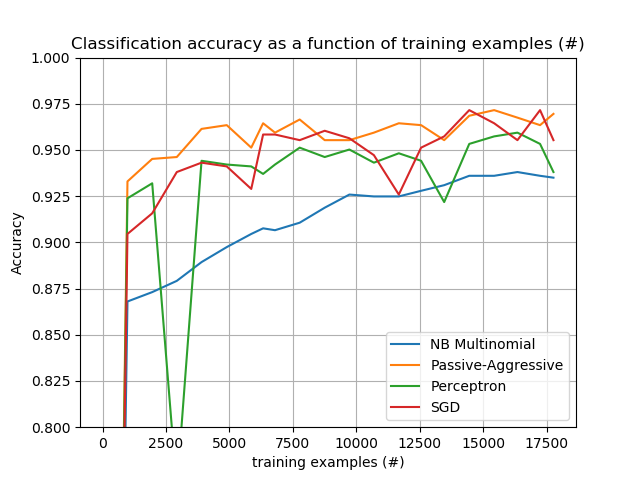 Classification accuracy as a function of training examples (#)
1.000
0.975
0.950
0.925
0.900
0.875
0.850
0.825
0.800
Accuracy
NB Multinomial
Passive-Aggressive
Perceptron
SGD
0 2500 5000 7500 10000 12500 15000 17500
training examples (#)